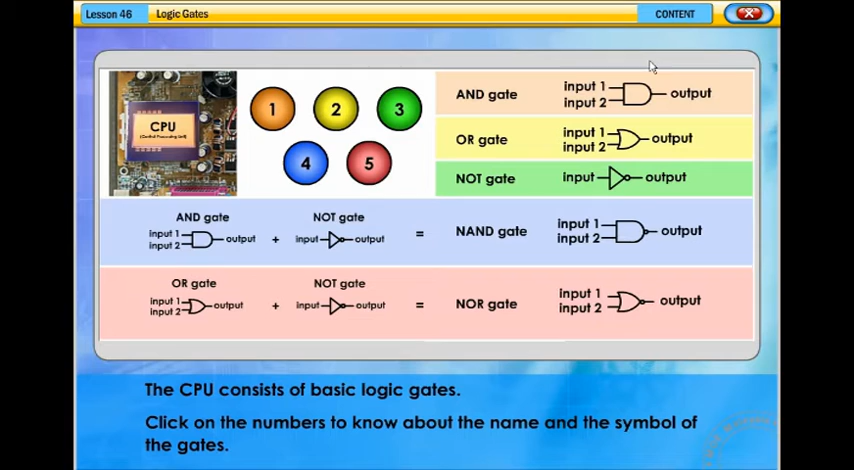 Lesson 46
Logic Gates
CONTENT
CPU
1
2
3
4
5
AND gate
input 1
input 2
output
OR gate
input 1
input 2
output
NOT gate
input
output
AND gate
input 1
input 2
output
+
NOT gate
input
output
=
NAND gate
input 1
input 2
output
OR gate
input 1
input 2
output
+
NOT gate
input
output
=
NOR gate
input 1
input 2
output
The CPU consists of basic logic gates.
Click on the numbers to know about the name and the symbol of
the gates.